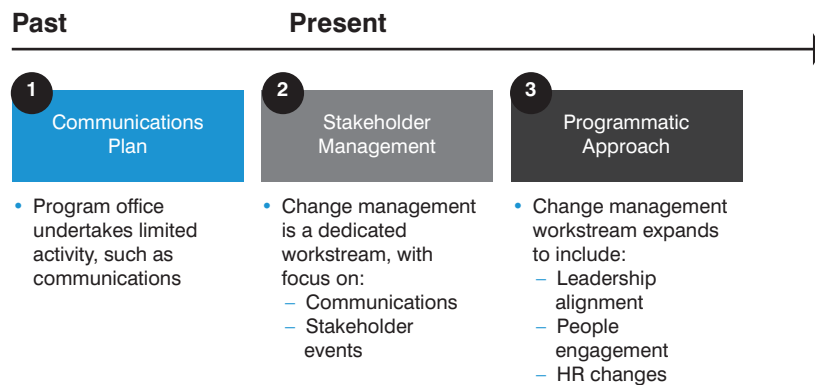 Past Present
1
Communications
Plan
• Program office
undertakes limited
activity, such as
communications
2
Stakeholder
Management
• Change management
is a dedicated
workstream, with
focus on:
– Communications
– Stakeholder
events
3
Programmatic
Approach
• Change management
workstream expands
to include:
– Leadership
alignment
– People
engagement
– HR changes